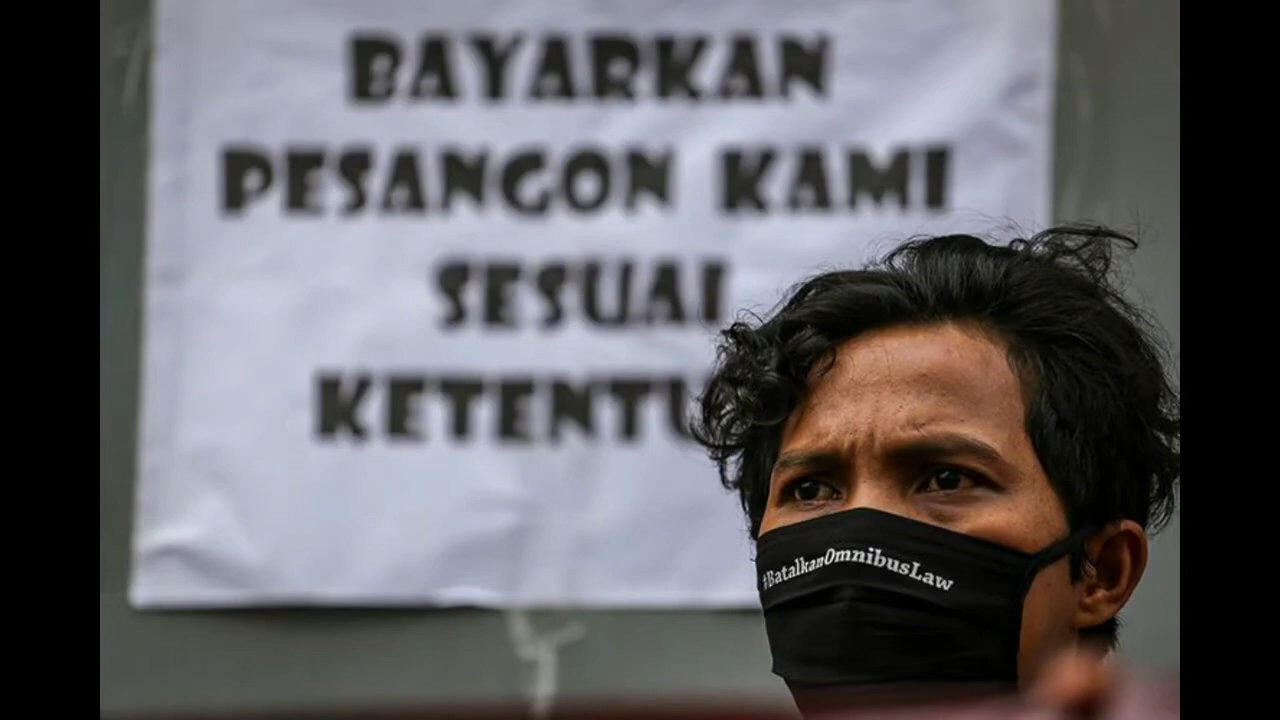 BAYARKAN
PESANGON KAMI
SESUAI
KETENTU
#BatalkanOmnibusLaw